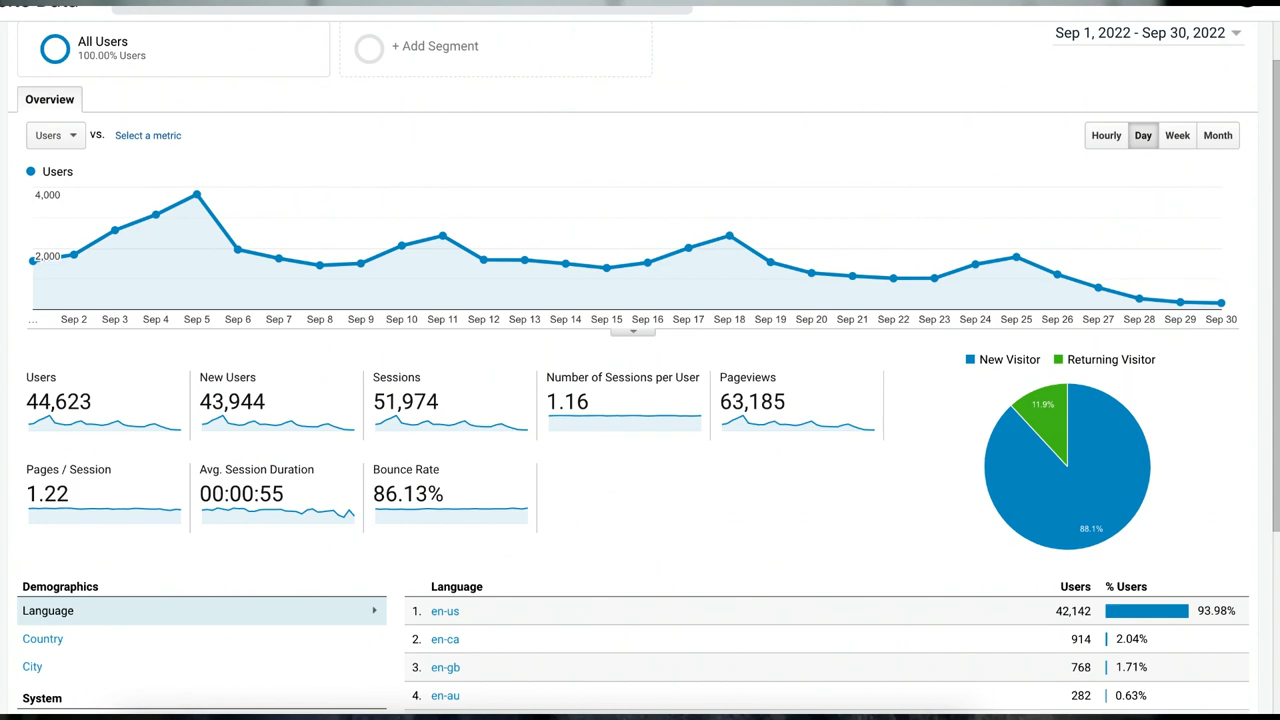 All Users
100.00% Users
+ Add Segment
Sep 1, 2022 - Sep 30, 2022
Overview
Users vs. Select a metric
Hourly Day Week Month
Users
4,000
2,000
... Sep 2 Sep 3 Sep 4 Sep 5 Sep 6 Sep 7 Sep 8 Sep 9 Sep 10 Sep 11 Sep 12 Sep 13 Sep 14 Sep 15 Sep 16 Sep 17 Sep 18 Sep 19 Sep 20 Sep 21 Sep 22 Sep 23 Sep 24 Sep 25 Sep 26 Sep 27 Sep 28 Sep 29 Sep 30
New Visitor Returning Visitor
Users New Users Sessions Number of Sessions per User Pageviews
44,623 43,944 51,974 1.16 63,185
11.9%
88.1%
Pages / Session Avg. Session Duration Bounce Rate
1.22 00:00:55 86.13%
Demographics
Language
Country
City
System
Language Users % Users
1. en-us 42,142 93.98%
2. en-ca 914 2.04%
3. en-gb 768 1.71%
4. en-au 282 0.63%